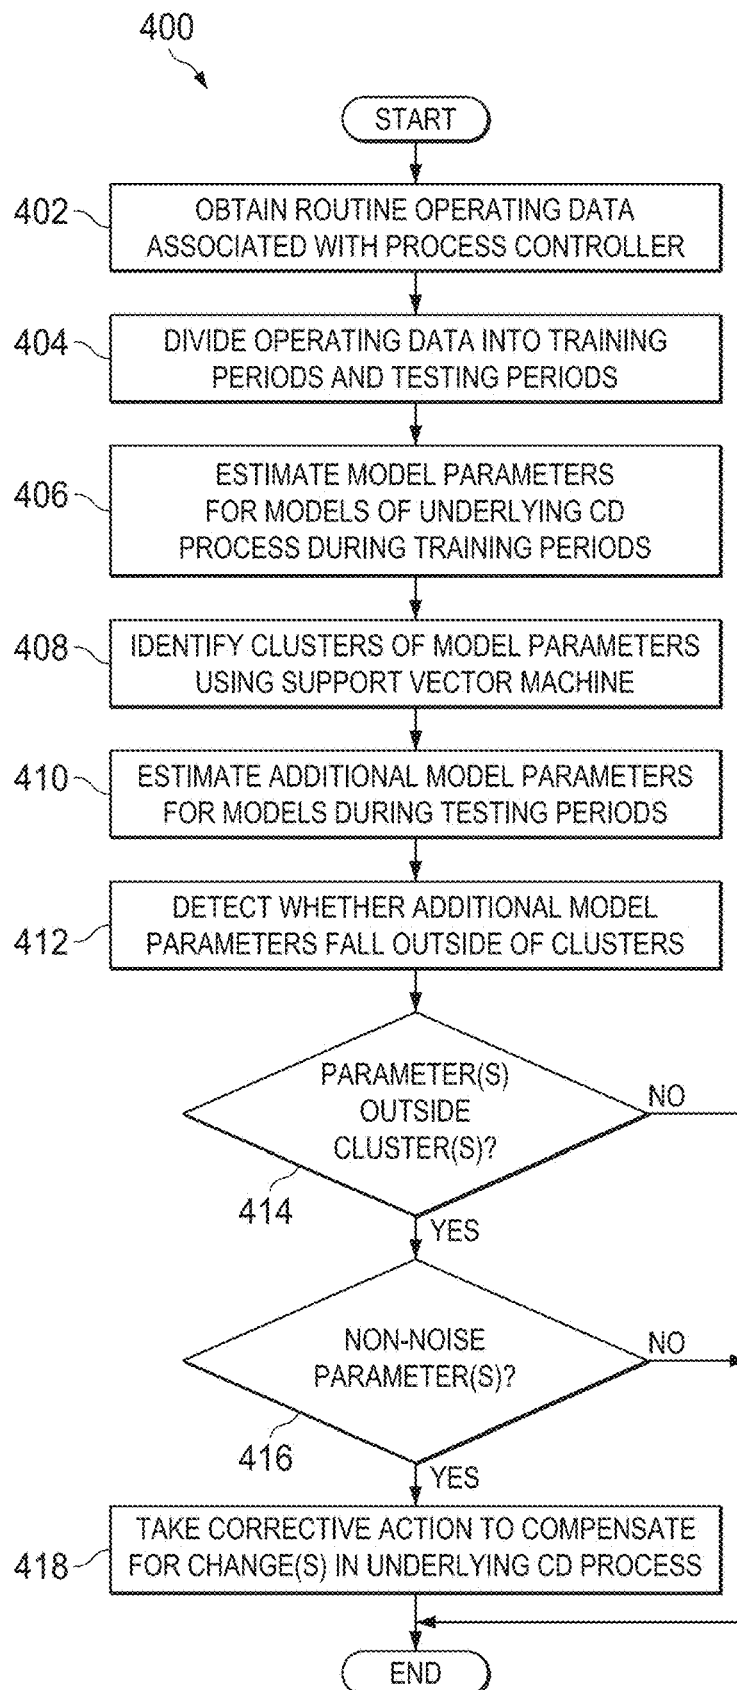 400
START
402
OBTAIN ROUTINE OPERATING DATA
ASSOCIATED WITH PROCESS CONTROLLER
404
DIVIDE OPERATING DATA INTO TRAINING
PERIODS AND TESTING PERIODS
406
ESTIMATE MODEL PARAMETERS
FOR MODELS OF UNDERLYING CD
PROCESS DURING TRAINING PERIODS
408
IDENTIFY CLUSTERS OF MODEL PARAMETERS
USING SUPPORT VECTOR MACHINE
410
ESTIMATE ADDITIONAL MODEL PARAMETERS
FOR MODELS DURING TESTING PERIODS
412
DETECT WHETHER ADDITIONAL MODEL
PARAMETERS FALL OUTSIDE OF CLUSTERS
PARAMETER(S)
OUTSIDE
CLUSTER(S)?
NO
414
YES
NON-NOISE
PARAMETER(S)?
NO
416
YES
418
TAKE CORRECTIVE ACTION TO COMPENSATE
FOR CHANGE(S) IN UNDERLYING CD PROCESS
END